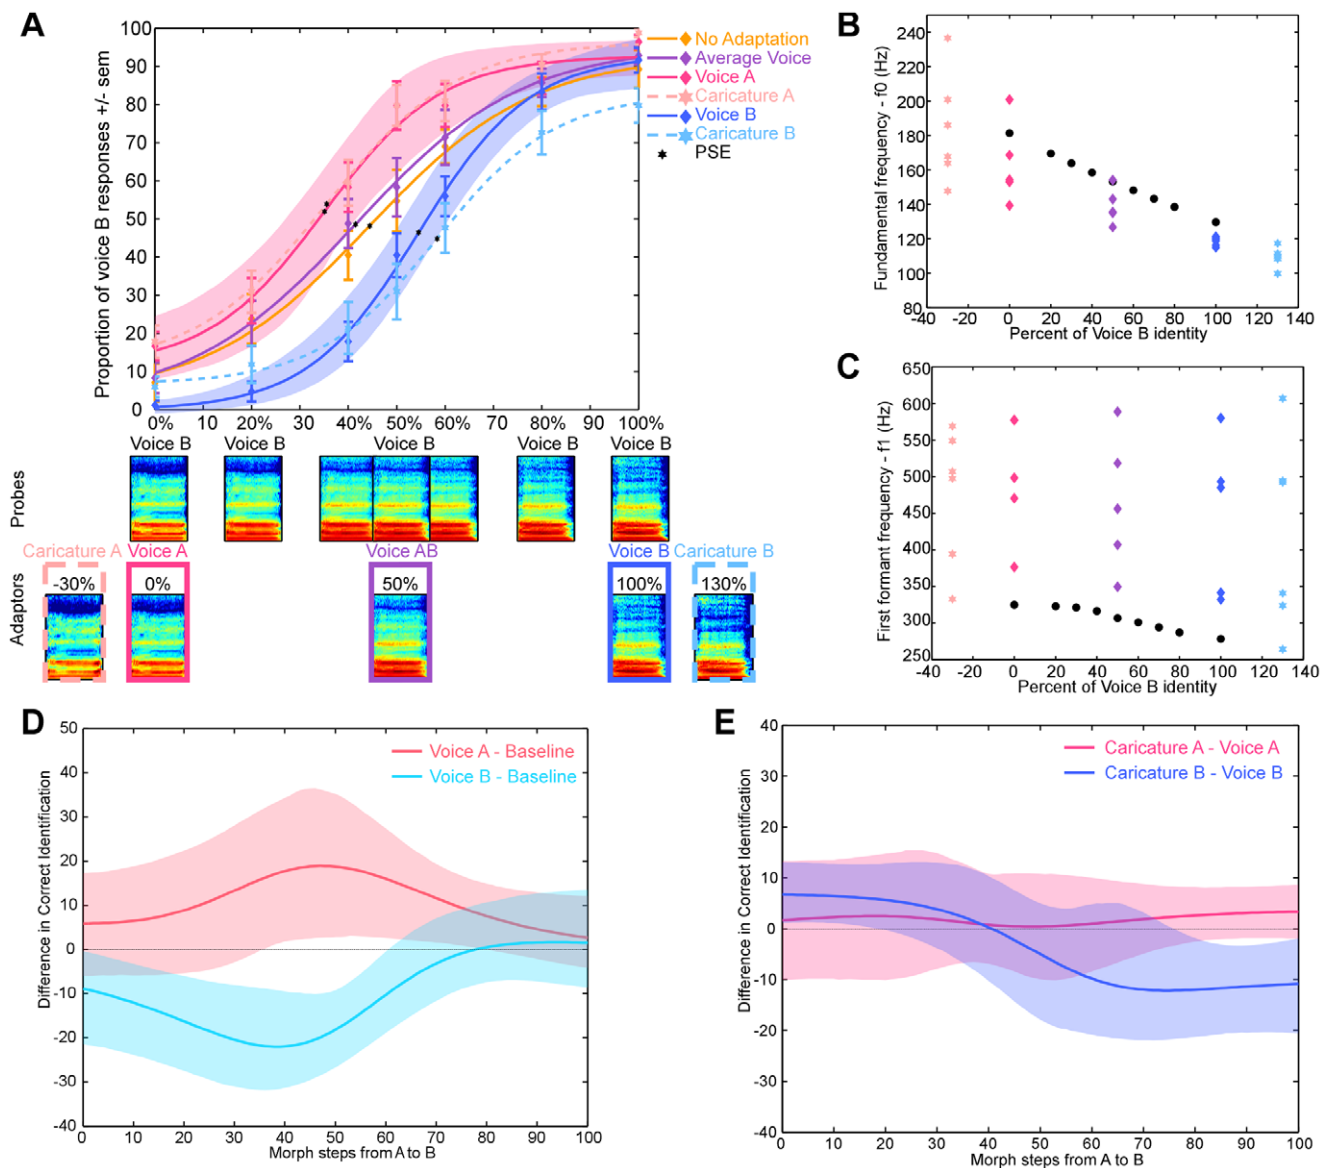 A
Proportion of voice B responses +/- sem
100
90
80
70
60
50
40
30
20
10
0
0% 10 20% 30 40% 50% 60% 70 80% 90 100%
No Adaptation
Average Voice
Voice A
Caricature A
Voice B
Caricature B
PSE
Voice B Voice B Voice B Voice B Voice B
Probes
Caricature A Voice A Voice AB Voice B Caricature B
Adaptors
-30% 0% 50% 100% 130%
B
Fundamental frequency - f0 (Hz)
240
220
200
180
160
140
120
100
80
-40 -20 0 20 40 60 80 100 120 140
Percent of Voice B identity
C
First formant frequency - f1 (Hz)
650
600
550
500
450
400
350
300
250
-40 -20 0 20 40 60 80 100 120 140
Percent of Voice B identity
D
Difference in Correct Identification
50
40
30
20
10
0
-10
-20
-30
-40
Voice A - Baseline
Voice B - Baseline
0 10 20 30 40 50 60 70 80 90 100
Morph steps from A to B
E
Difference in Correct Identification
40
30
20
10
0
-10
-20
-30
-40
Caricature A - Voice A
Caricature B - Voice B
0 20 40 60 80 100
Morph steps from A to B